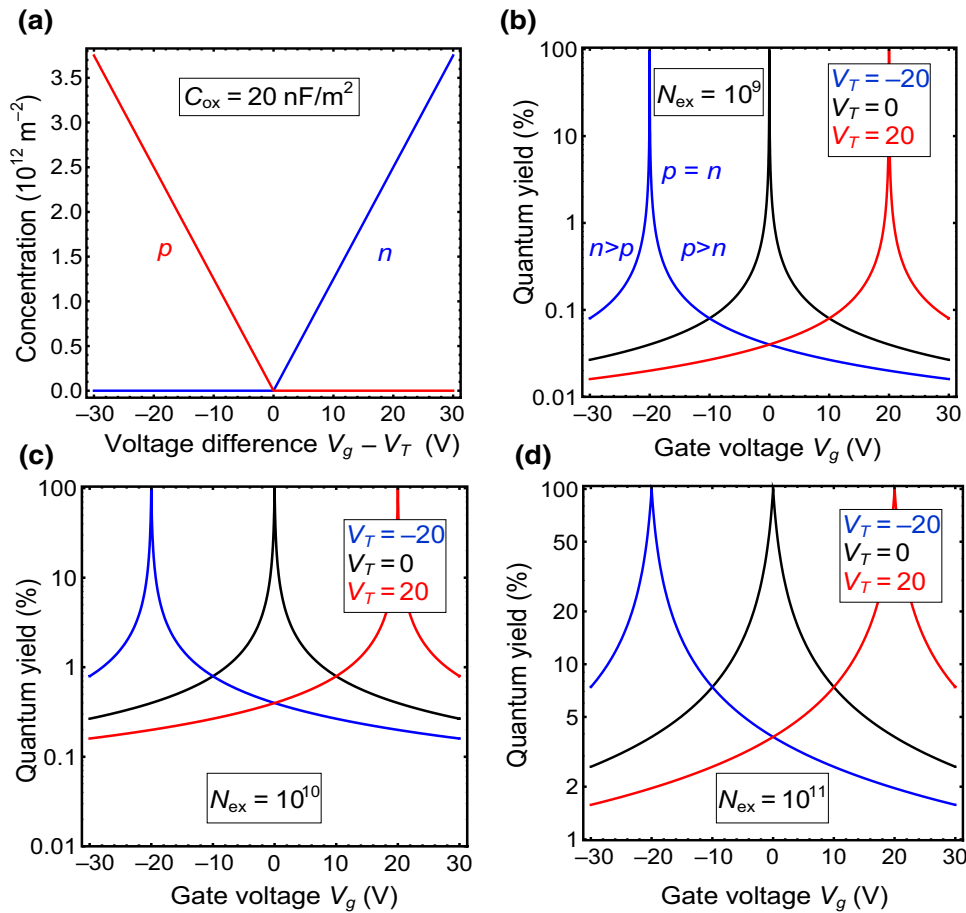 (a)
Concentration (10¹² m⁻²)
3.5
3.0
2.5
2.0
1.5
1.0
0.5
0.0
C_ox = 20 nF/m²
p
n
−30 −20 −10 0 10 20 30
Voltage difference V_g − V_T (V)
(b)
Quantum yield (%)
100
10
1
0.1
0.01
N_ex = 10⁹
V_T = −20
V_T = 0
V_T = 20
p = n
n>p
p>n
−30 −20 −10 0 10 20 30
Gate voltage V_g (V)
(c)
Quantum yield (%)
100
10
1
0.1
0.01
V_T = −20
V_T = 0
V_T = 20
N_ex = 10¹⁰
−30 −20 −10 0 10 20 30
Gate voltage V_g (V)
(d)
Quantum yield (%)
100
50
20
10
5
2
1
V_T = −20
V_T = 0
V_T = 20
N_ex = 10¹¹
−30 −20 −10 0 10 20 30
Gate voltage V_g (V)